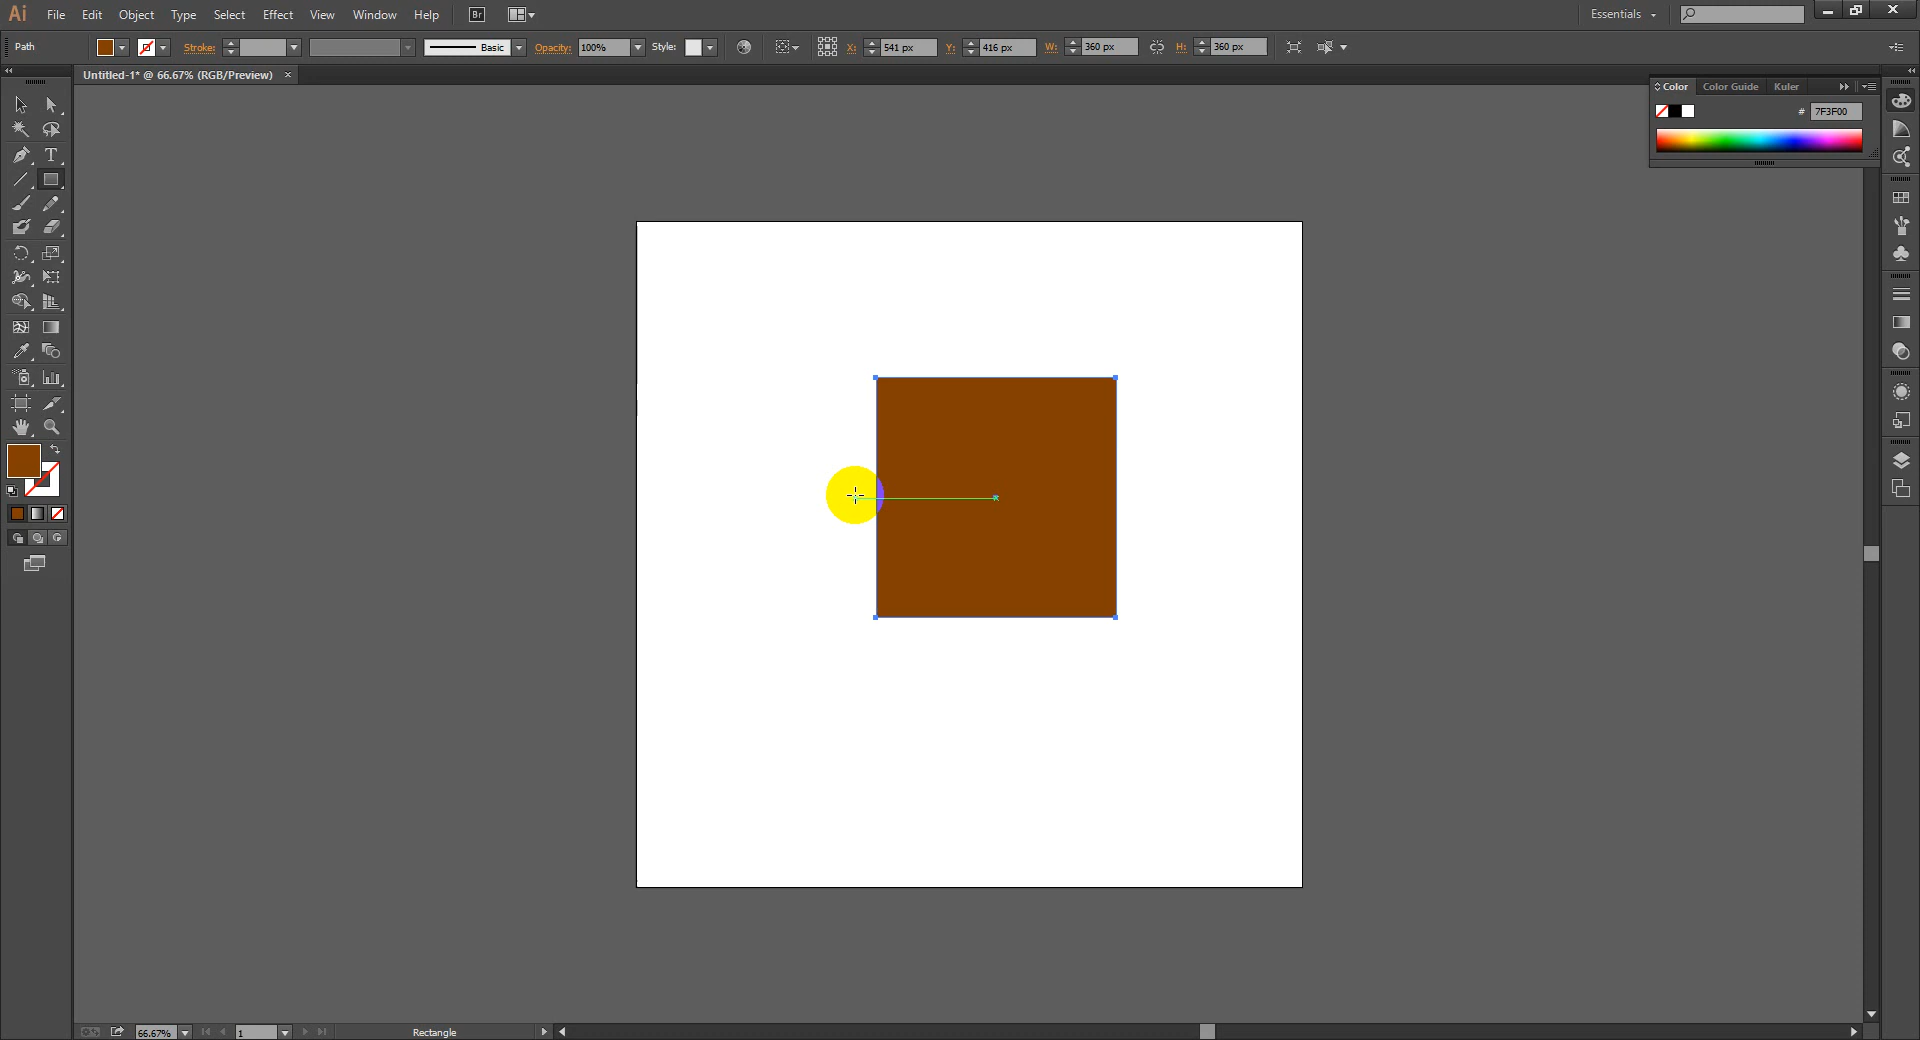 Ai File Edit Object Type Select Effect View Window Help Br Essentials
Path Stroke: Basic Opacity: 100% Style: X: 541 px Y: 416 px W: 360 px H: 360 px
Untitled-1* @ 66.67% (RGB/Preview) ×
Color Color Guide Kuler
# 7F3F00
T
66.67% 1 Rectangle